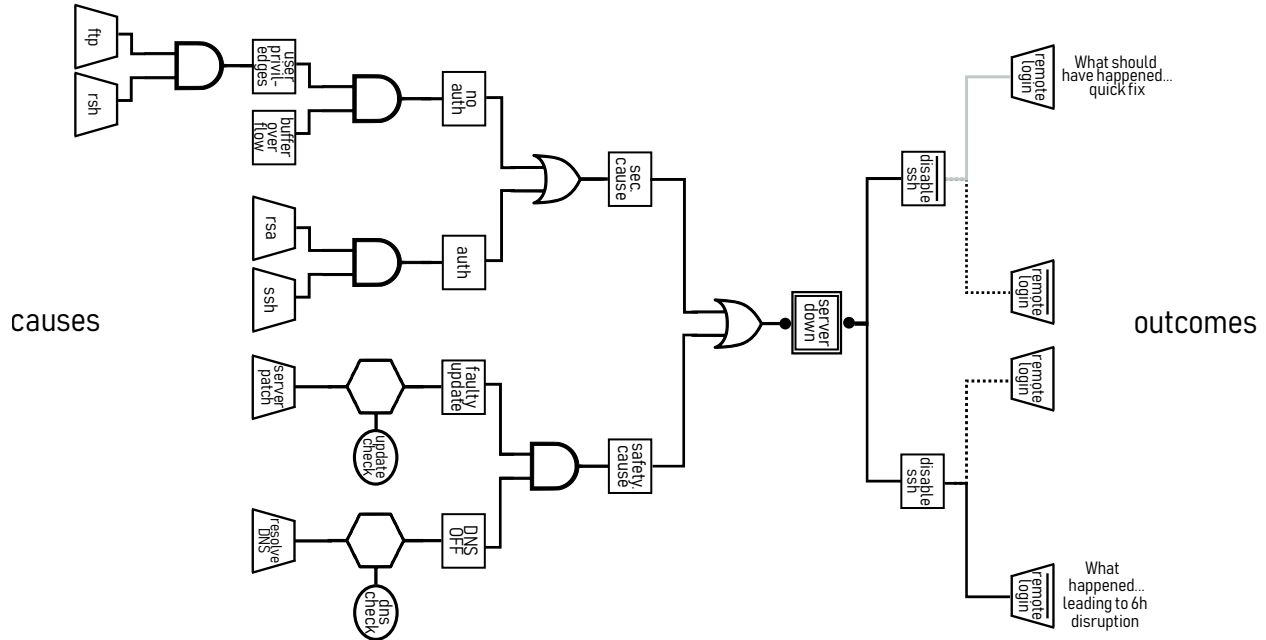 ftp
rsh
user
privil-
edges
buffer
over
flow
no
auth
rsa
ssh
auth
sec.
cause
server
patch
update
check
faulty
update
resolve
DNS
dns
check
DNS
OFF
safety.
cause
causes
server
down
disable
ssh
remote
login
What should
have happened...
quick fix
remote
login
outcomes
remote
login
disable
ssh
remote
login
What
happened...
leading to 6h
disruption